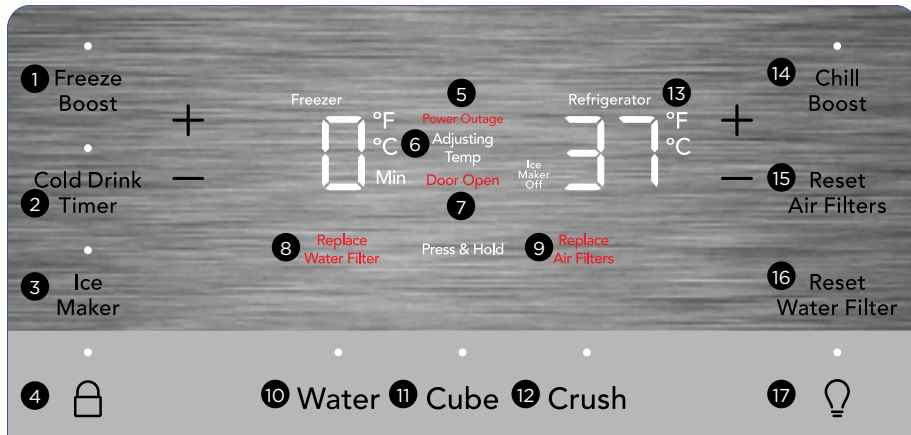 1 Freeze
Boost
+
Cold Drink
2 Timer
–
3 Ice
Maker
Freezer
0 °F
°C
Min
5
Power Outage
6 Adjusting
Temp
Door Open
7
Refrigerator 13
Ice
Maker
Off
37 °F
°C
+
–
14 Chill
Boost
15 Reset
Air Filters
8 Replace
Water Filter
Press & Hold
9 Replace
Air Filters
16 Reset
Water Filter
4
10 Water 11 Cube 12 Crush
17